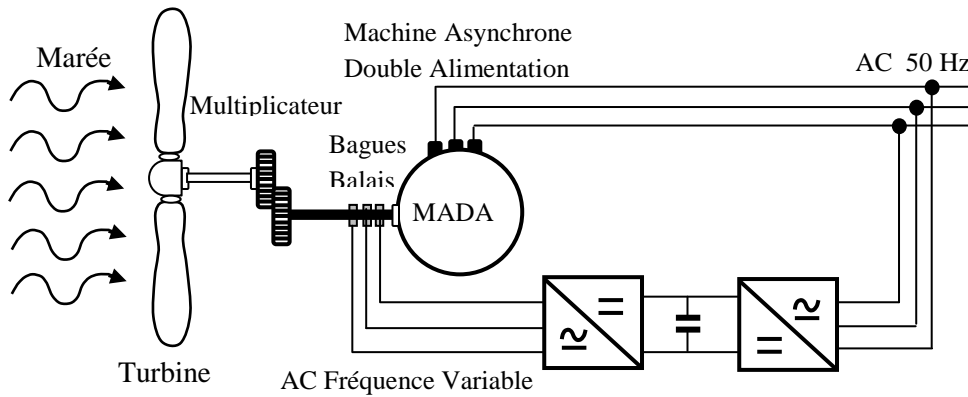 Machine Asynchrone
Double Alimentation
Marée
AC 50 Hz
Multiplicateur
Bagues
Balais
MADA
Turbine
AC Fréquence Variable